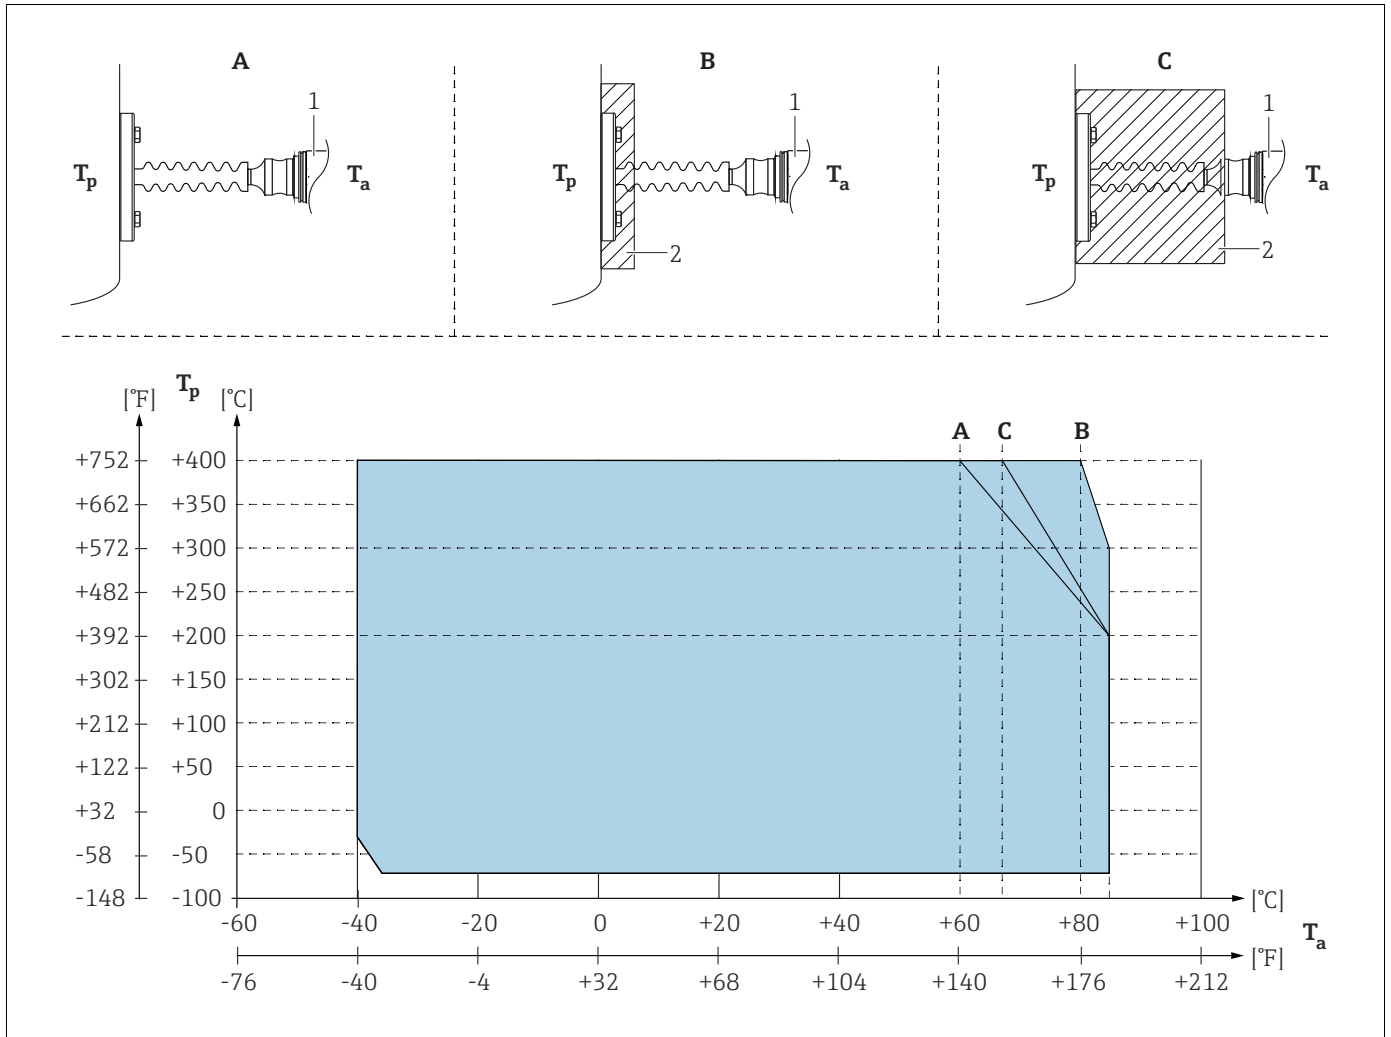 A B C
1 1 1
Tp Ta Tp Ta Tp Ta
2 2 2
Tp
[°F] [°C]
A C B
+752 +400
+662 +350
+572 +300
+482 +250
+392 +200
+302 +150
+212 +100
+122 +50
+32 0
-58 -50
-148 -100
[°C]
-60 -40 -20 0 +20 +40 +60 +80 +100
Ta
[°F]
-76 -40 -4 +32 +68 +104 +140 +176 +212